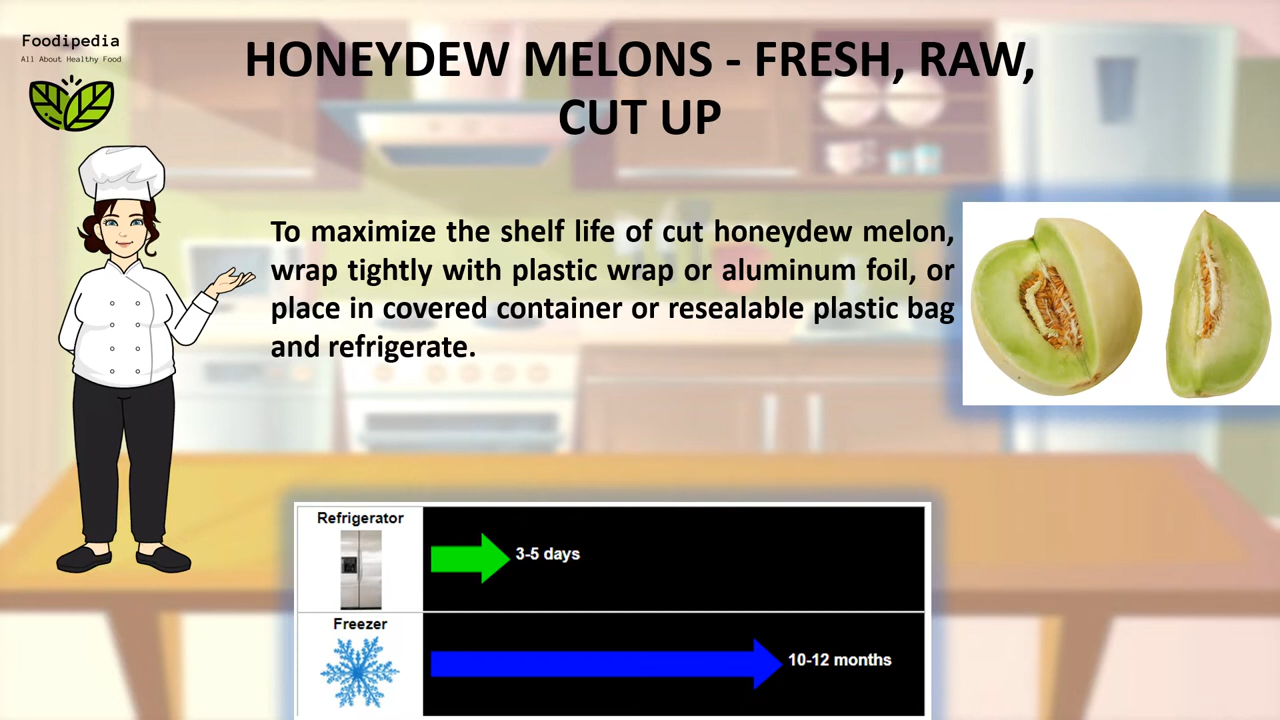 Foodipedia
All About Healthy Food
HONEYDEW MELONS - FRESH, RAW,
CUT UP
To maximize the shelf life of cut honeydew melon,
wrap tightly with plastic wrap or aluminum foil, or
place in covered container or resealable plastic bag
and refrigerate.
Refrigerator
3-5 days
Freezer
10-12 months